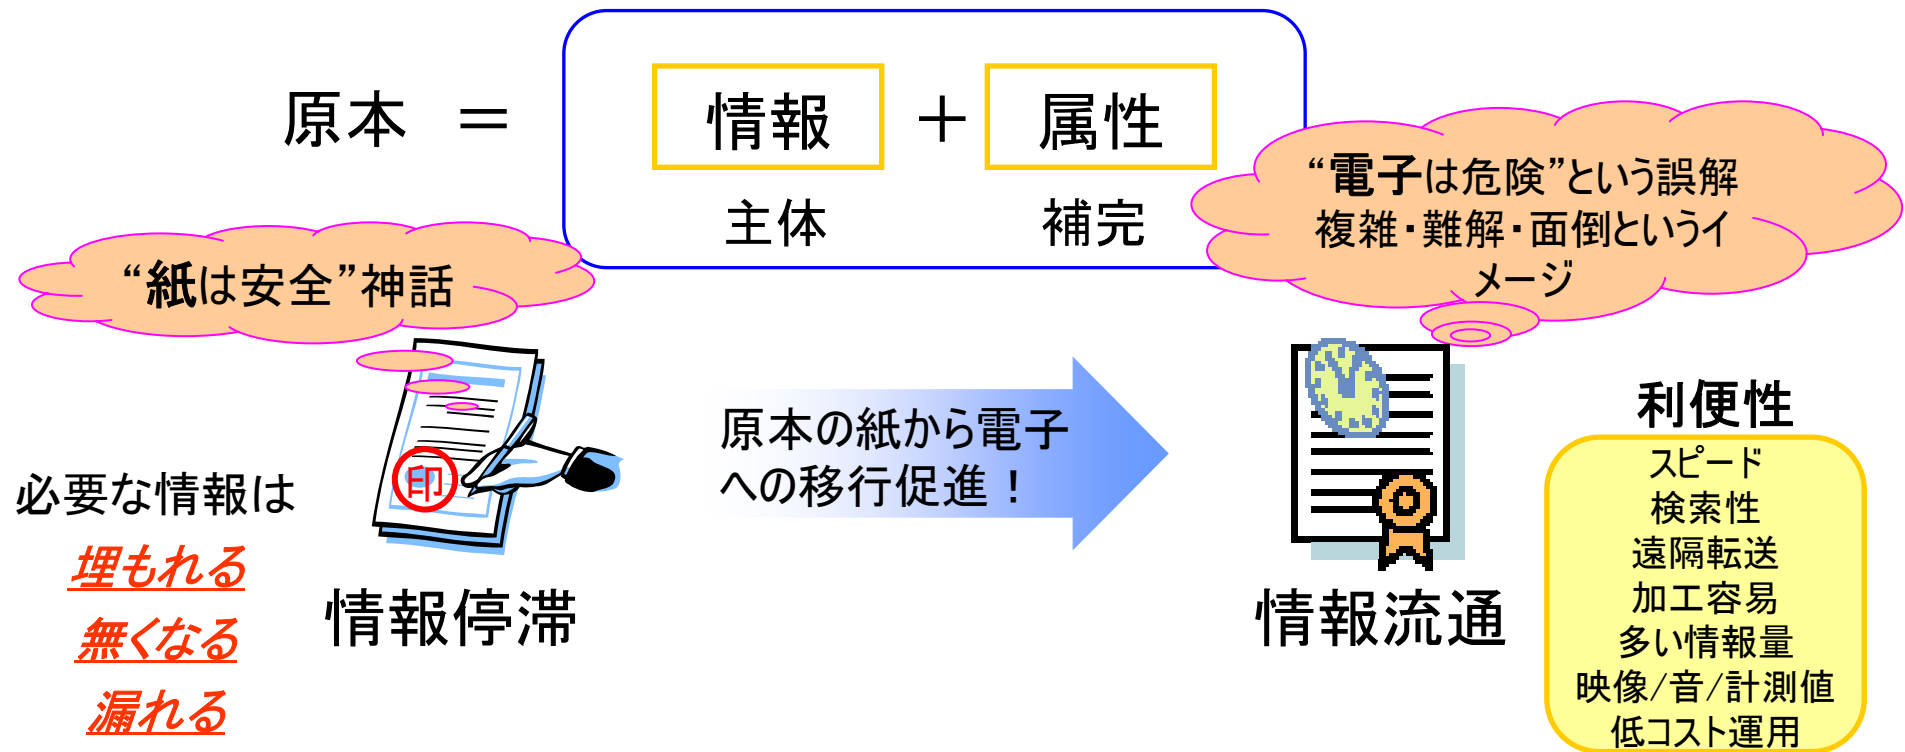 原本 = 情報 + 属性
主体 補完
“紙は安全”神話
“電子は危険”という誤解
複雑・難解・面倒というイ
メージ
印
原本の紙から電子
への移行促進！
必要な情報は
埋もれる
無くなる
漏れる
情報停滞
情報流通
利便性
スピード
検索性
遠隔転送
加工容易
多い情報量
映像/音/計測値
低コスト運用